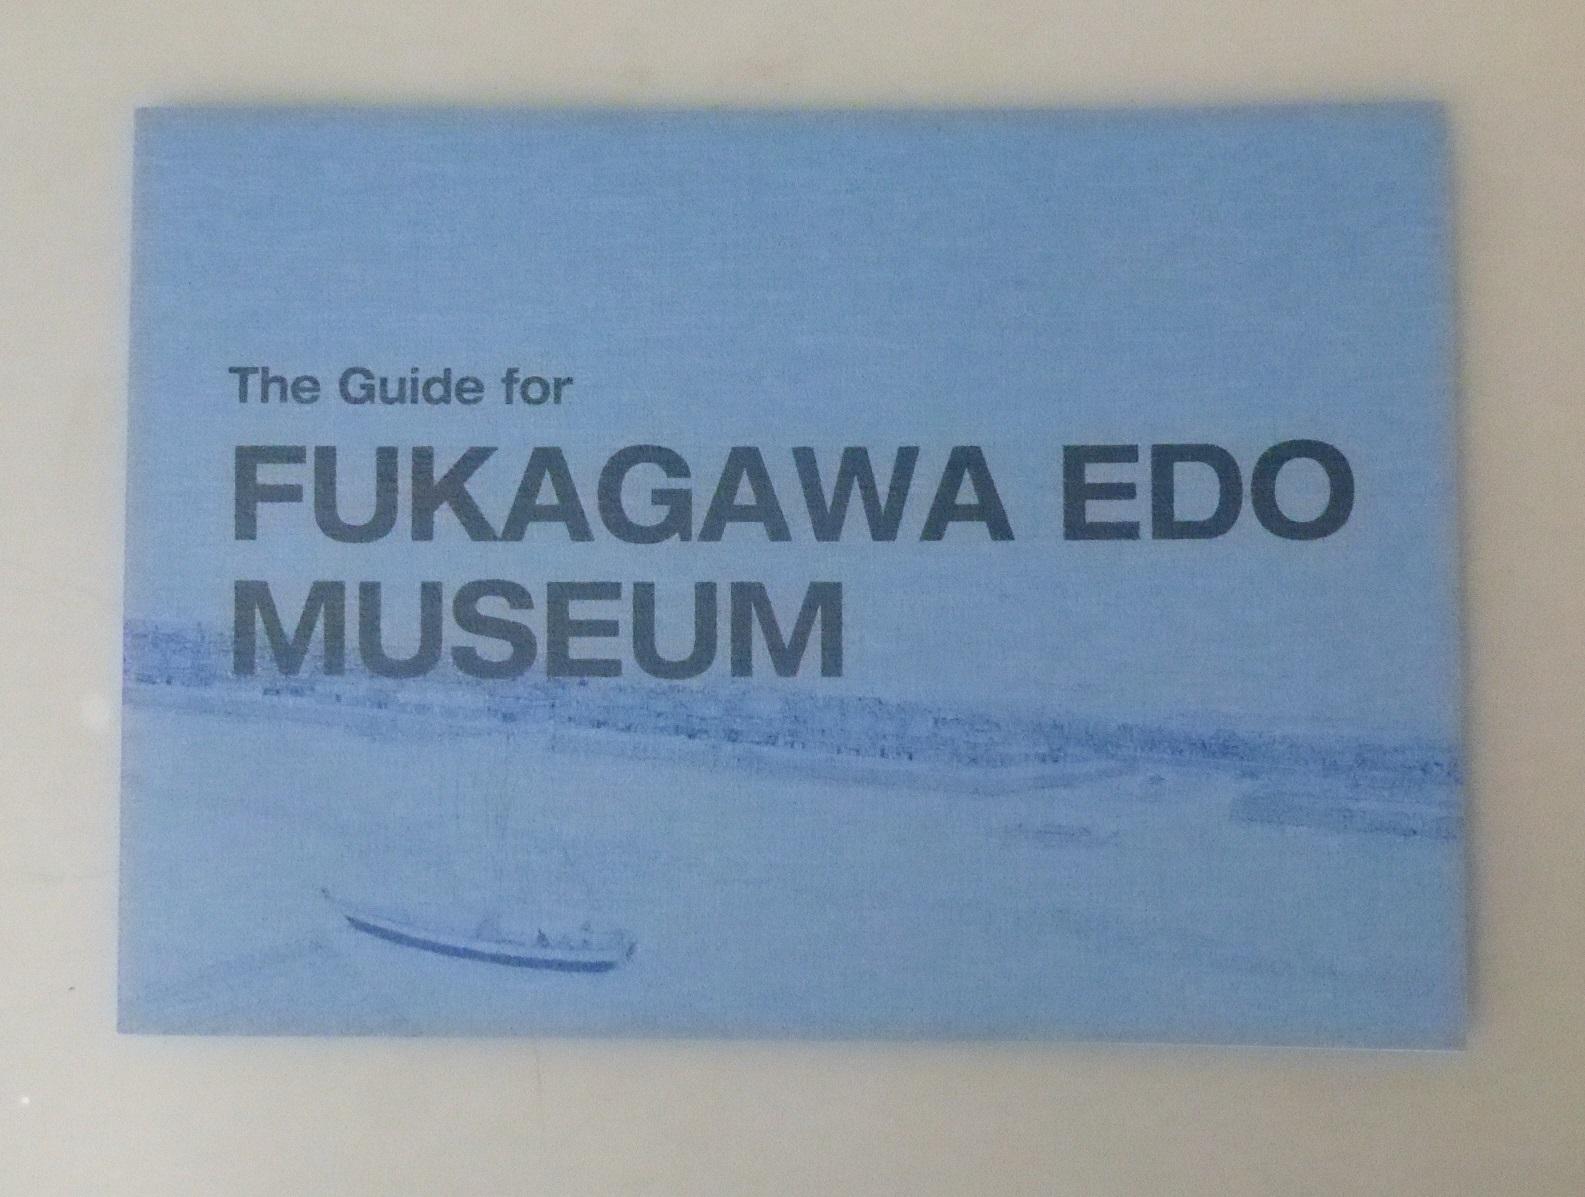 The Guide for
FUKAGAWA EDO
MUSEUM